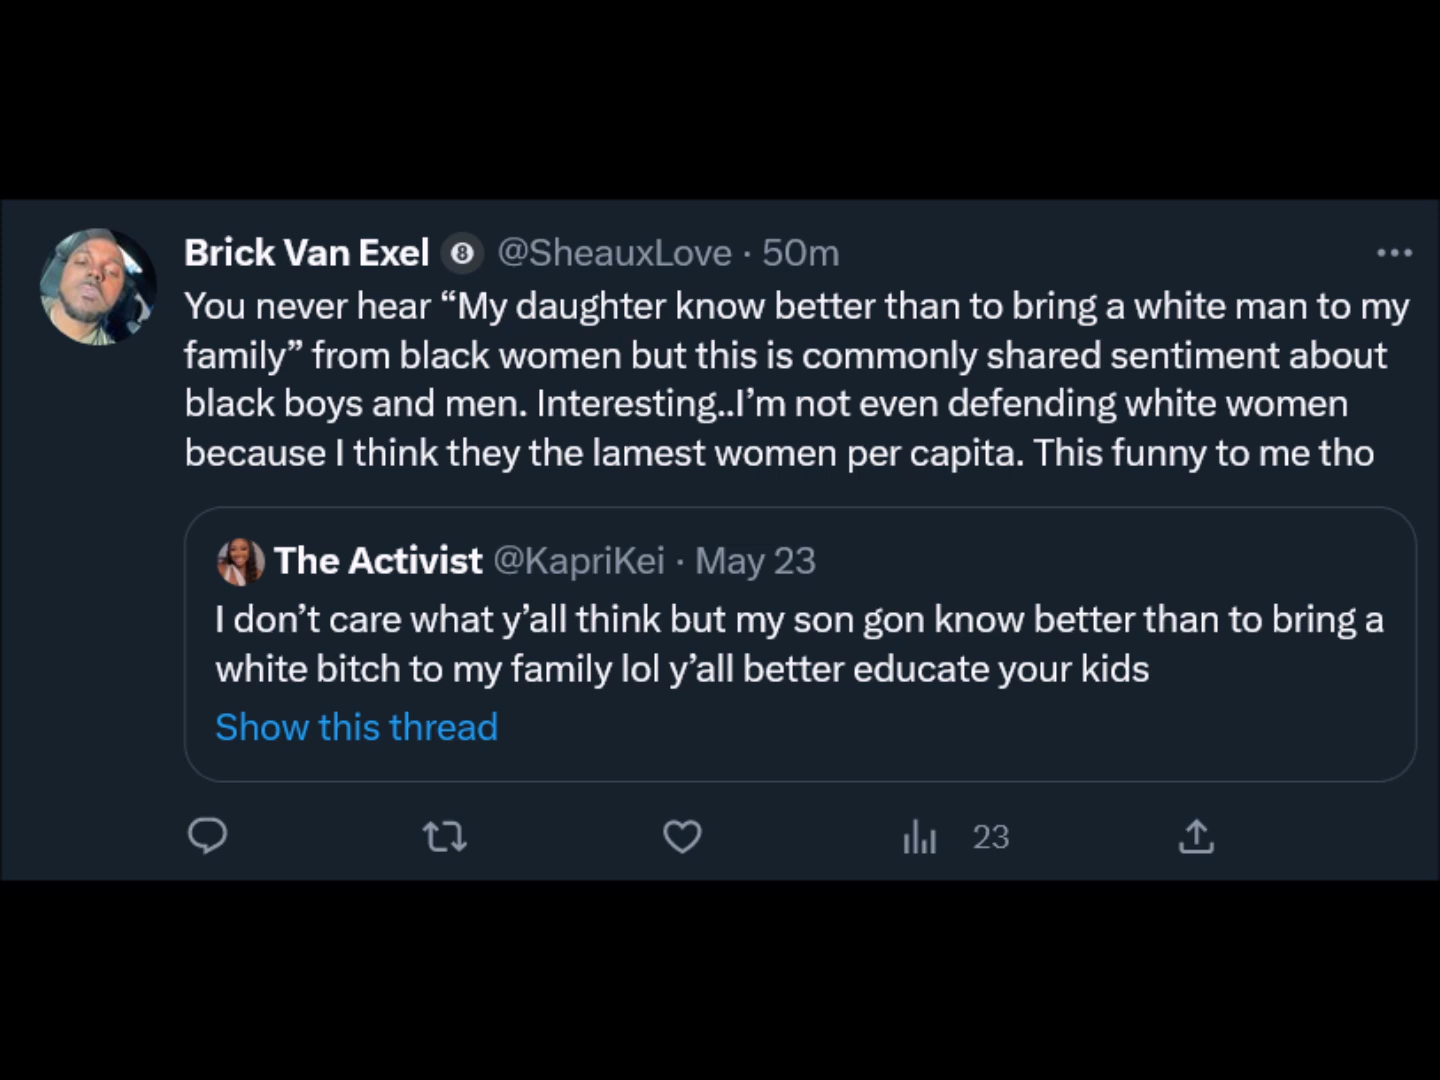 Brick Van Exel 8 @SheauxLove · 50m
You never hear “My daughter know better than to bring a white man to my
family” from black women but this is commonly shared sentiment about
black boys and men. Interesting..I’m not even defending white women
because I think they the lamest women per capita. This funny to me tho
The Activist @KapriKei · May 23
I don’t care what y’all think but my son gon know better than to bring a
white bitch to my family lol y’all better educate your kids
Show this thread
23